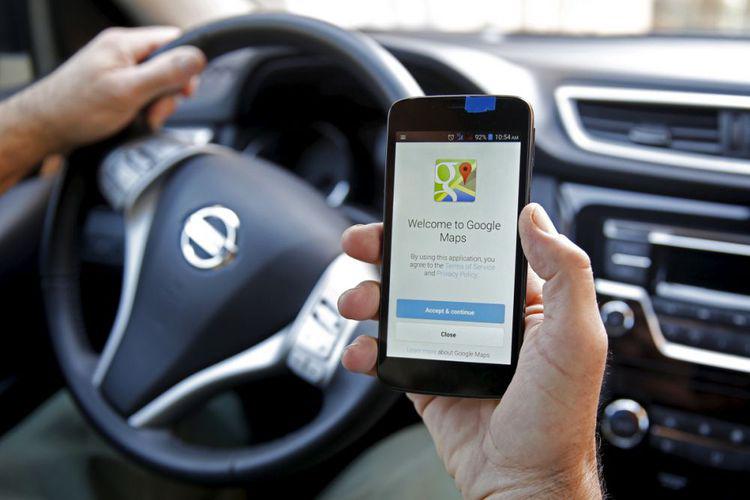 92% 10:54 AM
g
Welcome to Google
Maps
By using this application, you
agree to the Terms of Service
and Privacy Policy.
Accept & continue
Close
Learn more about Google Maps